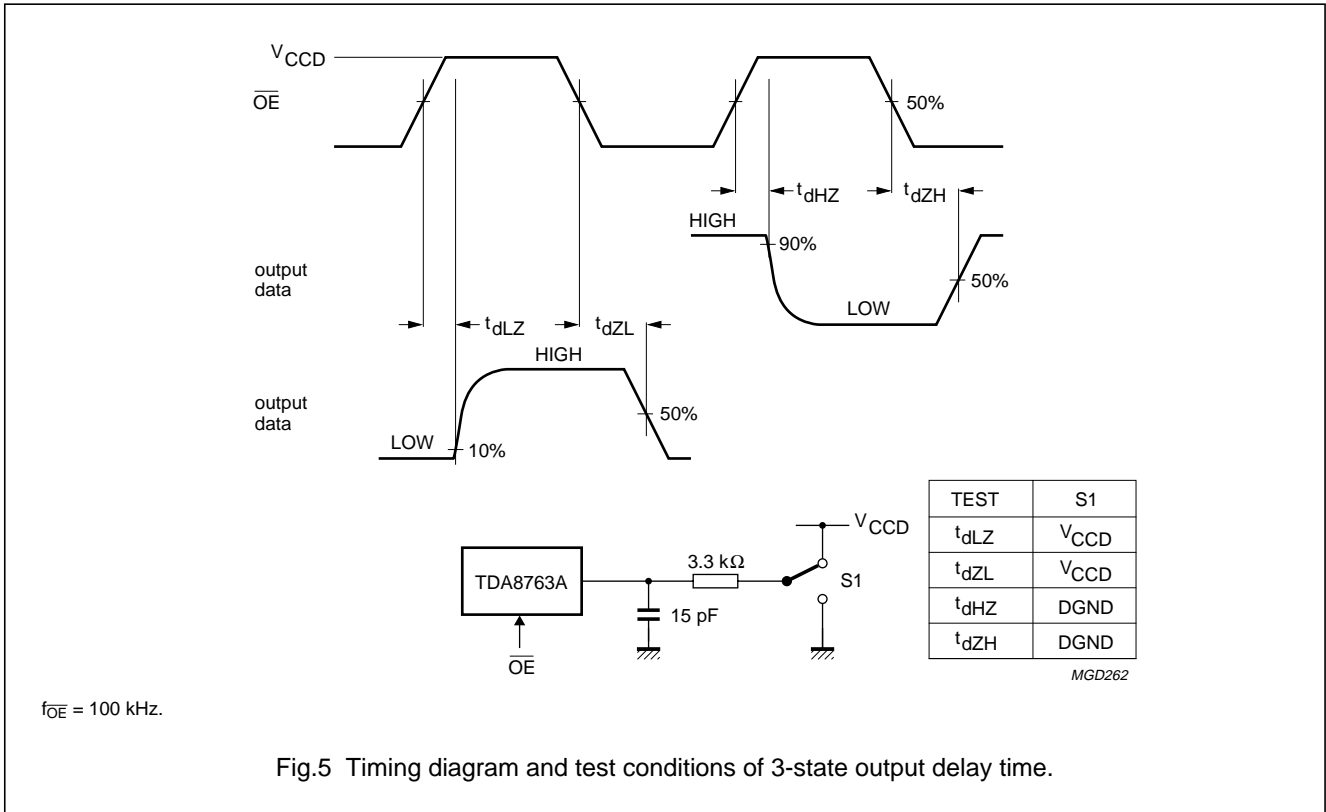 VCCD
OE
50%
tdHZ
tdZH
HIGH
90%
output
data
50%
LOW
tdLZ
tdZL
HIGH
output
data
50%
LOW
10%
TEST S1
tdLZ VCCD
tdZL VCCD
tdHZ DGND
tdZH DGND
VCCD
3.3 kΩ
TDA8763A
S1
15 pF
OE
MGD262
fOE = 100 kHz.
Fig.5 Timing diagram and test conditions of 3-state output delay time.